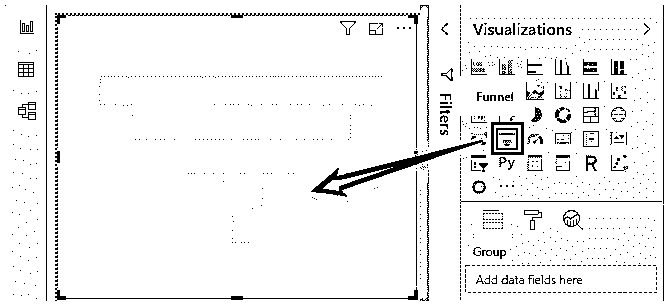 Visualizations
Filters
Funnel
Py
R
Group
Add data fields here